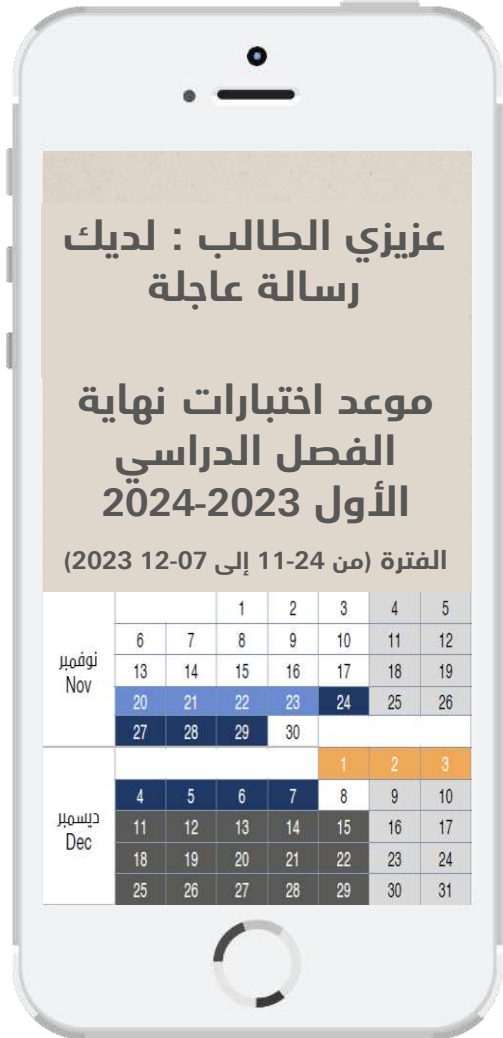 عزيزي الطالب : لديك
رسالة عاجلة
موعد اختبارات نهاية
الفصل الدراسي
الأول 2023-2024
الفترة (من 24-11 إلى 07-12 2023)
1 2 3 4 5
6 7 8 9 10 11 12
نوفمبر
13 14 15 16 17 18 19
Nov
20 21 22 23 24 25 26
27 28 29 30
1 2 3
4 5 6 7 8 9 10
ديسمبر
11 12 13 14 15 16 17
Dec
18 19 20 21 22 23 24
25 26 27 28 29 30 31